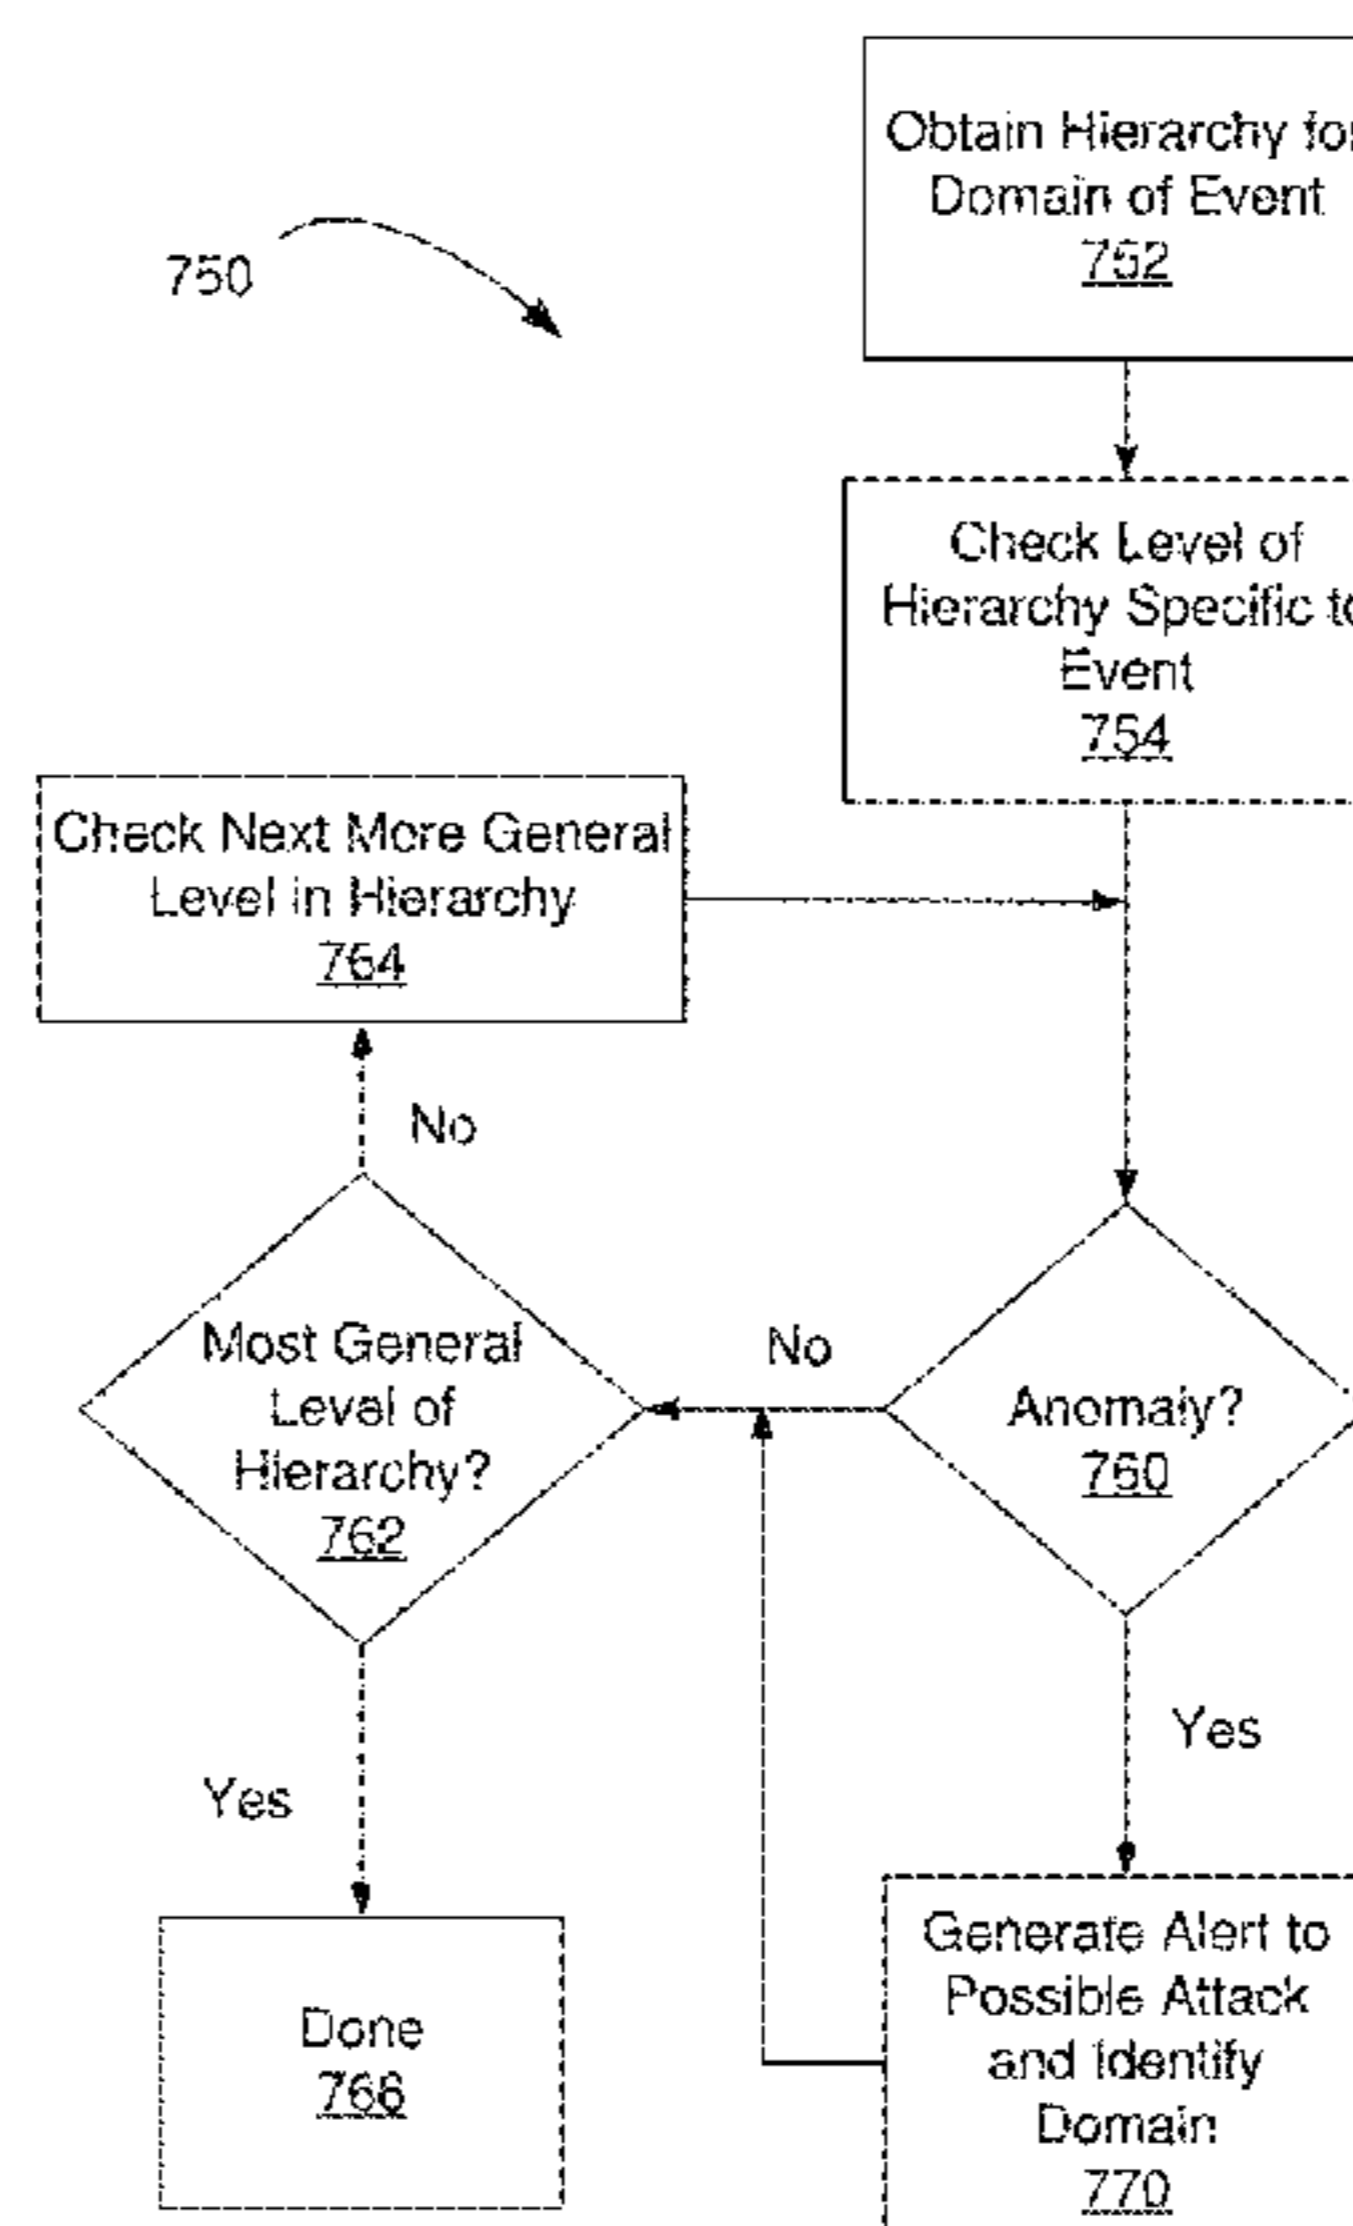 Obtain Hierarchy for
Domain of Event
752
750
Check Level of
Hierarchy Specific to
Event
754
Check Next More General
Level in Hierarchy
764
No
Most General
Level of
Hierarchy?
762
No
Anomaly?
760
Yes
Yes
Done
766
Generate Alert to
Possible Attack
and Identify
Domain
770